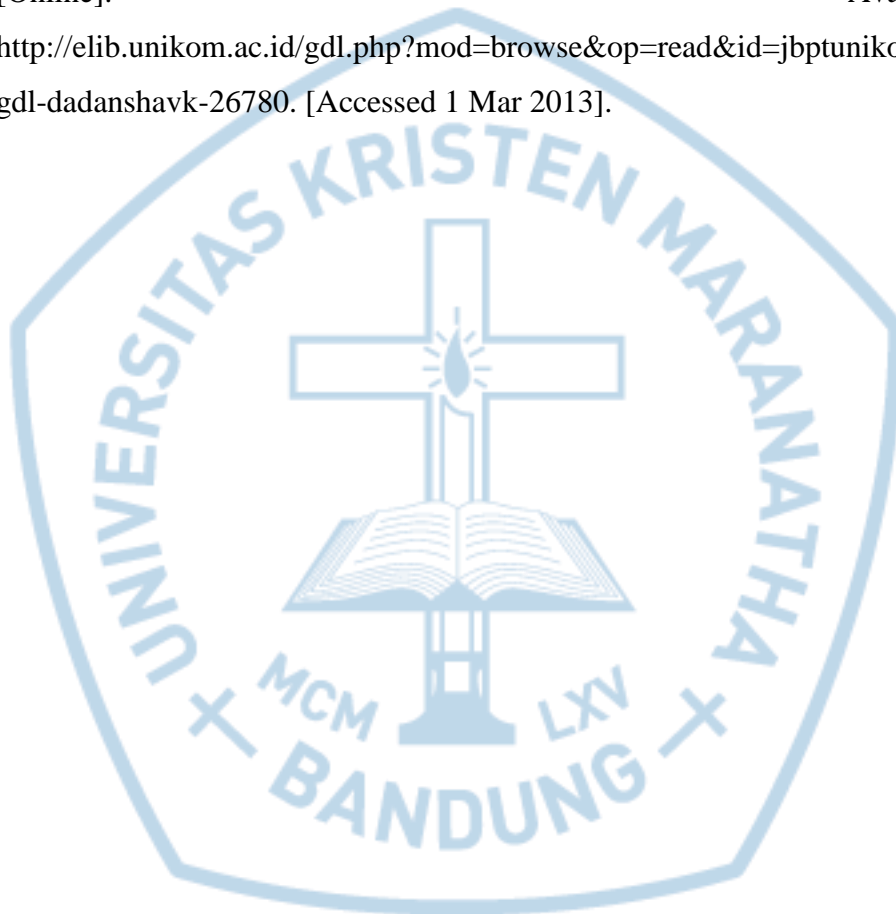 [Online].
http://elib.unikom.ac.id/gdl.php?mod=browse&op=read&id=jbptuniko
gdl-dadanshavk-26780. [Accessed 1 Mar 2013].
UNIVERSITAS KRISTEN MARANATHA
MCM LXV
+ BANDUNG +